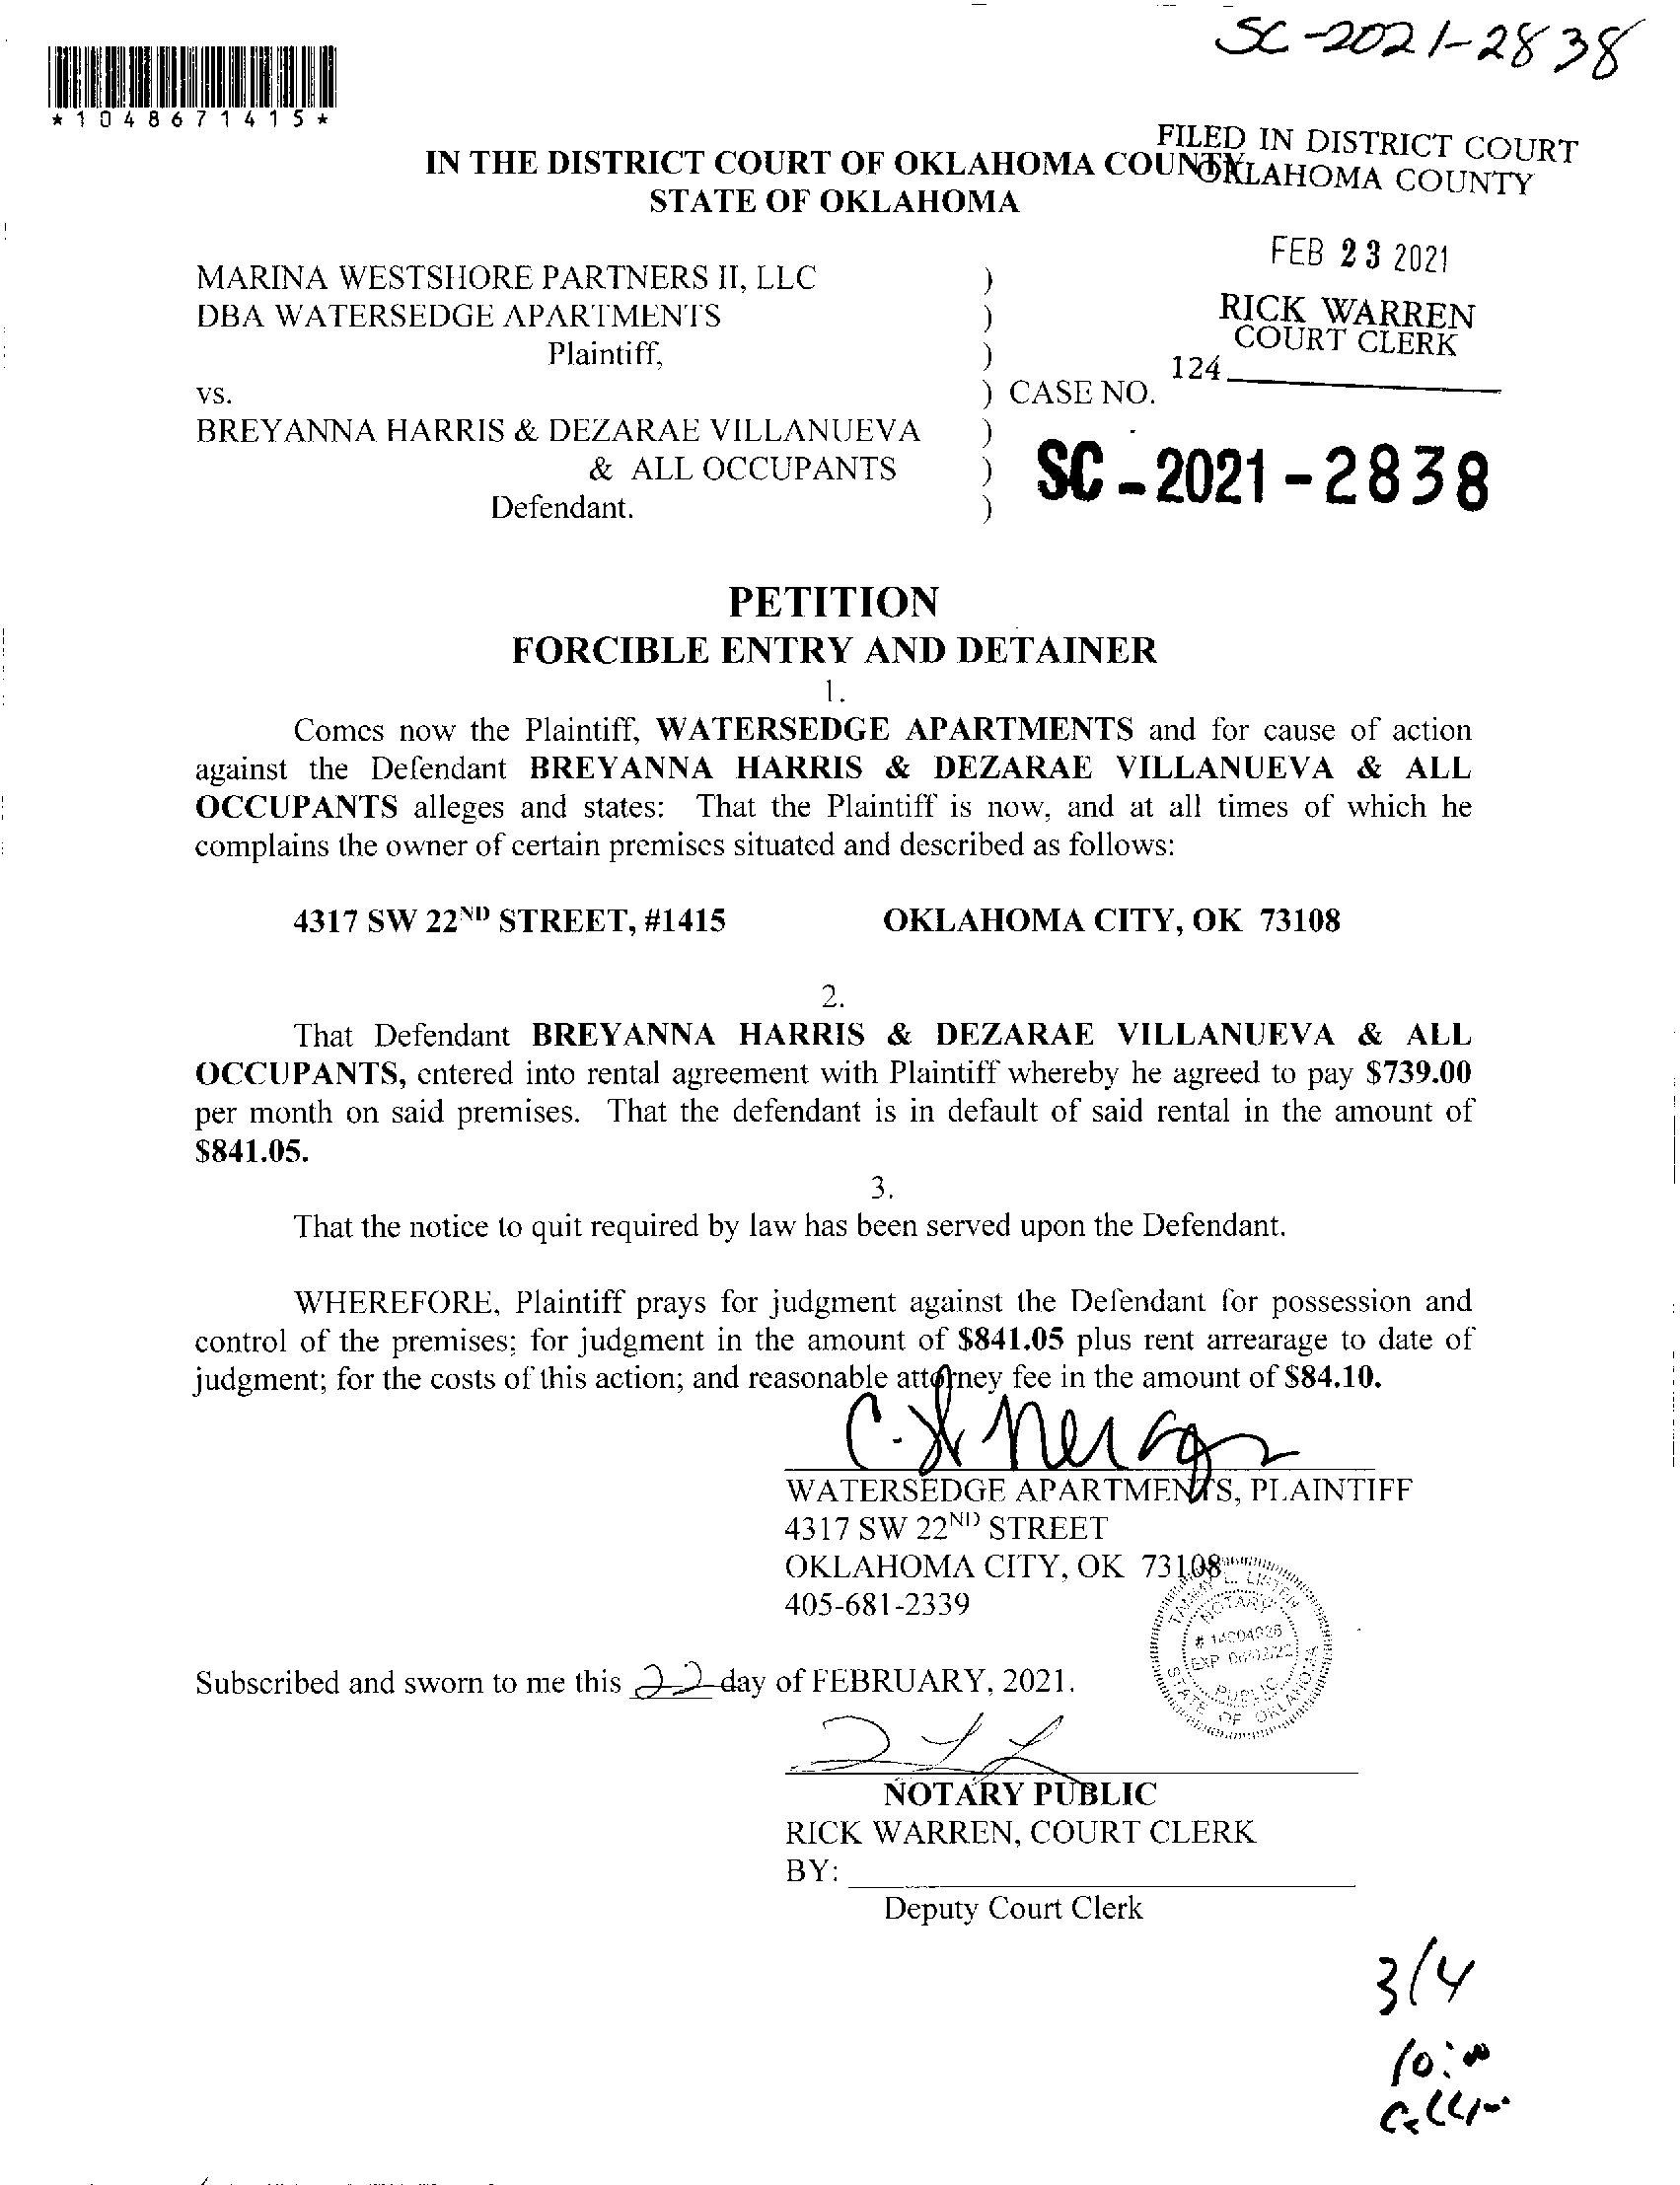 SC-2021-2838
*1048671415*
FILED IN DISTRICT COURT
OKLAHOMA COUNTY
IN THE DISTRICT COURT OF OKLAHOMA COUNTY
STATE OF OKLAHOMA
FEB 23 2021
RICK WARREN
COURT CLERK
124
MARINA WESTSHORE PARTNERS II, LLC )
DBA WATERSEDGE APARTMENTS )
Plaintiff, )
vs. ) CASE NO.
BREYANNA HARRIS & DEZARAE VILLANUEVA )
& ALL OCCUPANTS ) SC-2021-2838
Defendant. )
PETITION
FORCIBLE ENTRY AND DETAINER
1.
Comes now the Plaintiff, WATERSEDGE APARTMENTS and for cause of action
against the Defendant BREYANNA HARRIS & DEZARAE VILLANUEVA & ALL
OCCUPANTS alleges and states: That the Plaintiff is now, and at all times of which he
complains the owner of certain premises situated and described as follows:
4317 SW 22ND STREET, #1415 OKLAHOMA CITY, OK 73108
2.
That Defendant BREYANNA HARRIS & DEZARAE VILLANUEVA & ALL
OCCUPANTS, entered into rental agreement with Plaintiff whereby he agreed to pay $739.00
per month on said premises. That the defendant is in default of said rental in the amount of
$841.05.
3.
That the notice to quit required by law has been served upon the Defendant.
WHEREFORE, Plaintiff prays for judgment against the Defendant for possession and
control of the premises; for judgment in the amount of $841.05 plus rent arrearage to date of
judgment; for the costs of this action; and reasonable attorney fee in the amount of $84.10.
WATERSEDGE APARTMENTS, PLAINTIFF
4317 SW 22ND STREET
OKLAHOMA CITY, OK 73108
405-681-2339
NOTARY
PUBLIC
STATE OF OKLAHOMA
Subscribed and sworn to me this 22 day of FEBRUARY, 2021.
NOTARY PUBLIC
RICK WARREN, COURT CLERK
BY:
Deputy Court Clerk
3/4